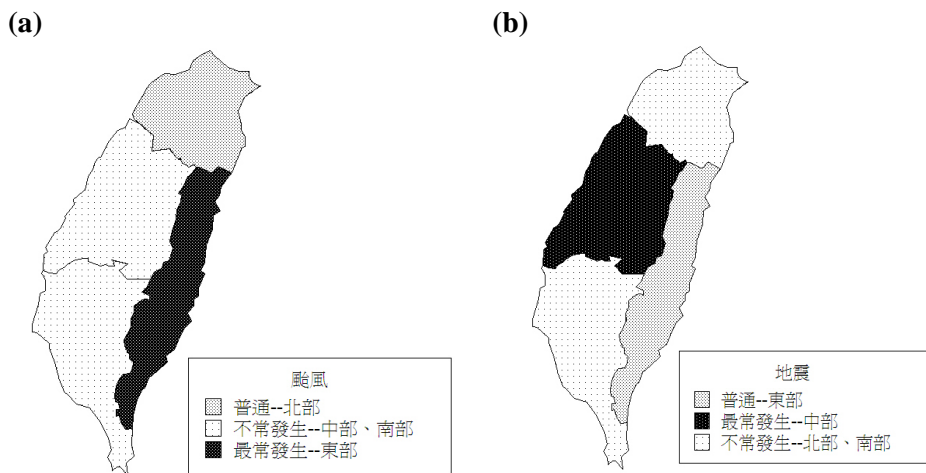 (a)
(b)
颱風
普通--北部
不常發生--中部、南部
最常發生--東部
地震
普通--東部
最常發生--中部
不常發生--北部、南部